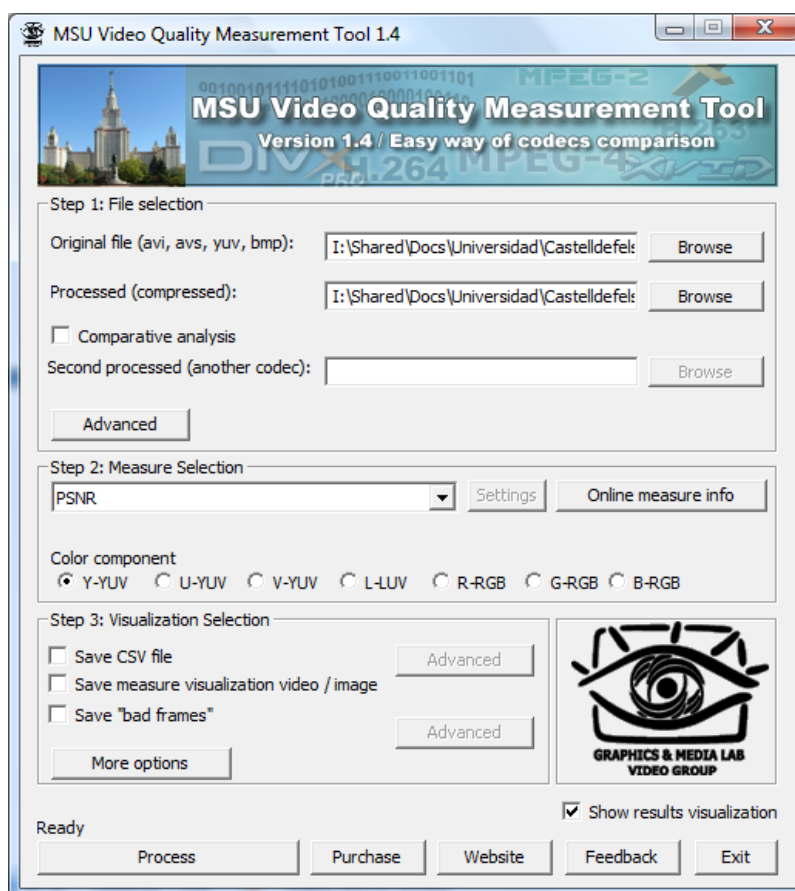 MSU Video Quality Measurement Tool 1.4
00100101111010100111001100110​1
MPEG-2
MSU Video Quality Measurement Tool
Version 1.4 / Easy way of codecs comparison
H.263
DIVX PRO H.264 MPEG-4 XVID
Step 1: File selection
Original file (avi, avs, yuv, bmp): I:\Shared\Docs\Universidad\Castelldefels Browse
Processed (compressed): I:\Shared\Docs\Universidad\Castelldefels Browse
Comparative analysis
Second processed (another codec): Browse
Advanced
Step 2: Measure Selection
PSNR Settings Online measure info
Color component
Y-YUV U-YUV V-YUV L-LUV R-RGB G-RGB B-RGB
Step 3: Visualization Selection
Save CSV file Advanced
Save measure visualization video / image
Save "bad frames" Advanced
More options
GRAPHICS & MEDIA LAB
VIDEO GROUP
Show results visualization
Ready
Process Purchase Website Feedback Exit